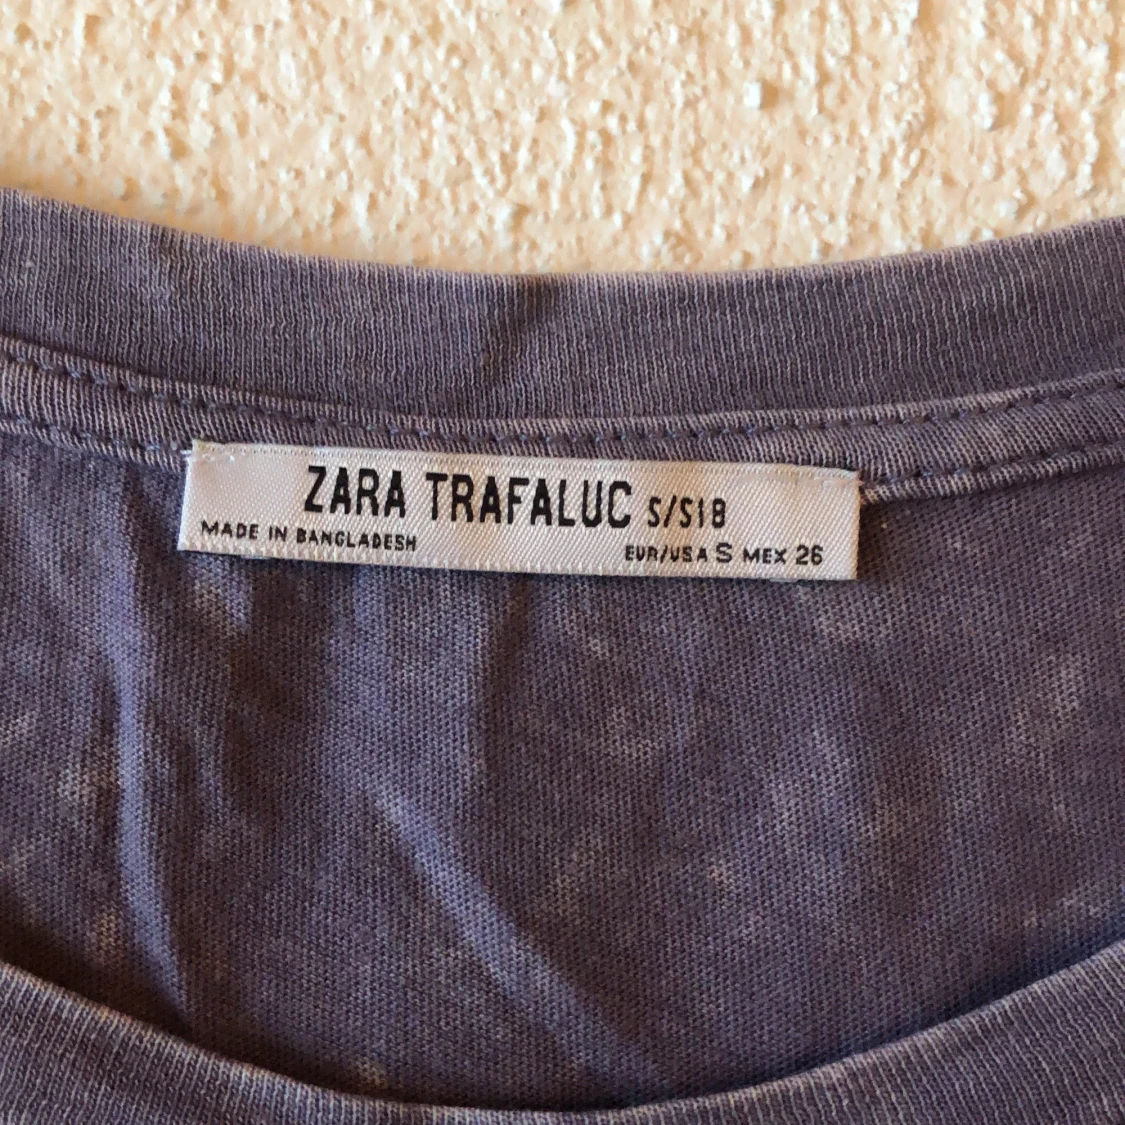 ZARA TRAFALUC S/S18
MADE IN BANGLADESH
EUR/USA S MEX 26